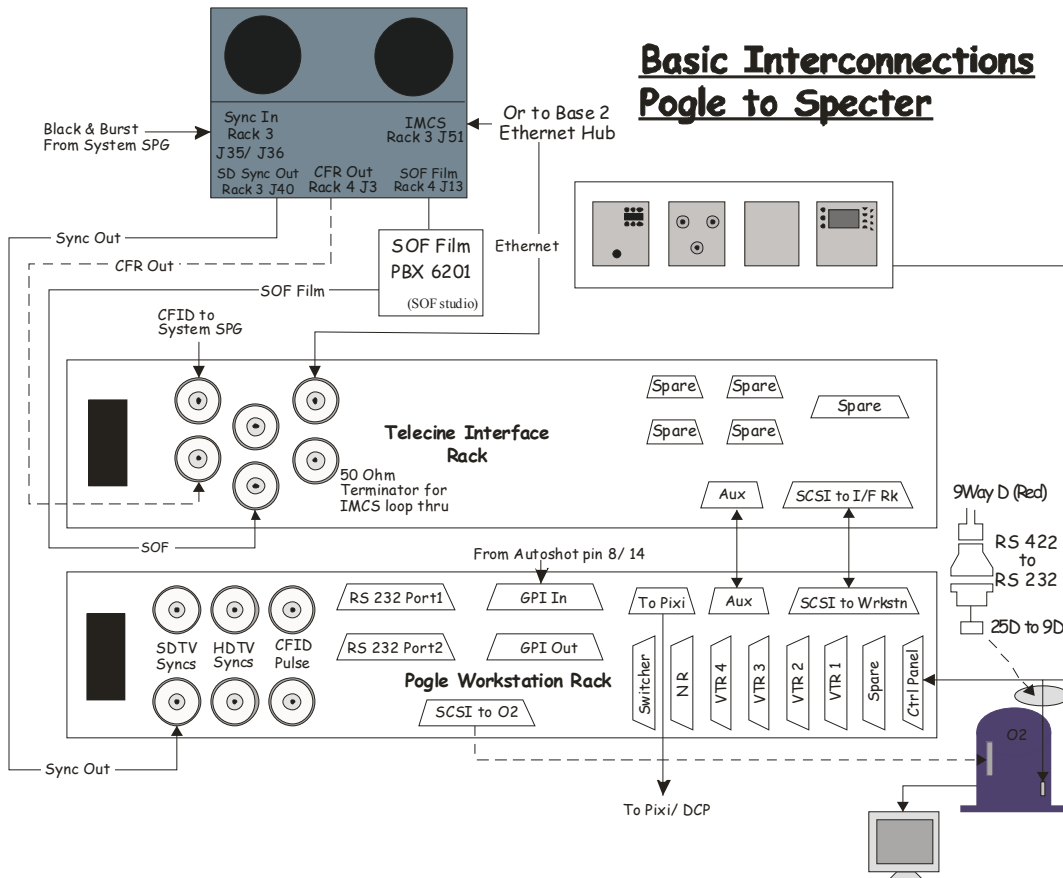 Basic Interconnections
Pogle to Specter
Black & Burst
From System SPG
Sync In
Rack 3
J35/ J36
IMCS
Rack 3 J51
Or to Base 2
Ethernet Hub
SD Sync Out
Rack 3 J40
CFR Out
Rack 4 J3
SOF Film
Rack 4 J13
Sync Out
CFR Out
SOF Film
SOF Film
PBX 6201
(SOF studio)
Ethernet
CFID to
System SPG
Telecine Interface
Rack
50 Ohm
Terminator for
IMCS loop thru
Spare
Spare
Spare
Spare
Spare
Aux
SCSI to I/F Rk
SOF
9Way D (Red)
RS 422
to
RS 232
25D to 9D
From Autoshot pin 8/ 14
RS 232 Port1
GPI In
To Pixi
Aux
SCSI to Wrkstn
SDTV
Syncs
HDTV
Syncs
CFID
Pulse
RS 232 Port2
GPI Out
Pogle Workstation Rack
SCSI to O2
Switcher
NR
VTR 4
VTR 3
VTR 2
VTR 1
Spare
Ctrl Panel
O2
Sync Out
To Pixi/ DCP